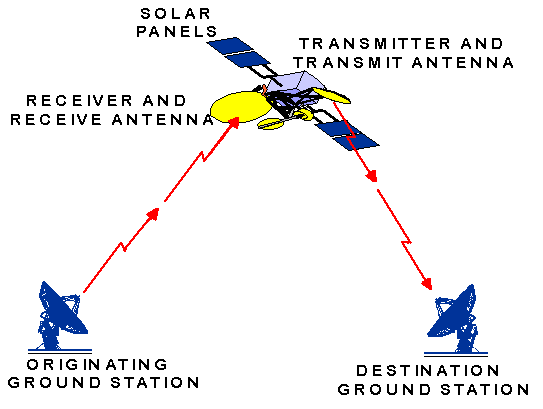 SOLAR
PANELS
TRANSMITTER AND
TRANSMIT ANTENNA
RECEIVER AND
RECEIVE ANTENNA
ORIGINATING
GROUND STATION
DESTINATION
GROUND STATION